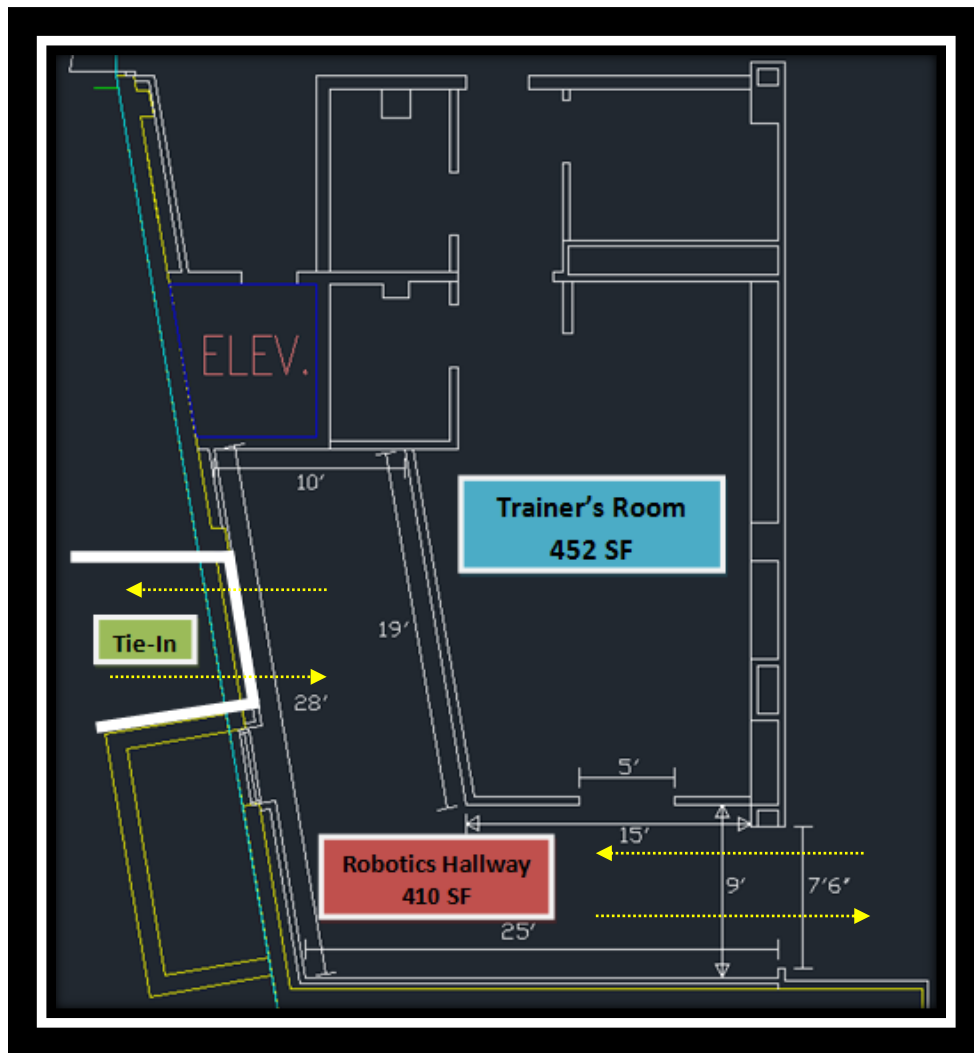 ELEV.
10'
Trainer's Room
452 SF
19'
Tie-In
28'
5'
15'
Robotics Hallway
410 SF
9'
7'6"
25'